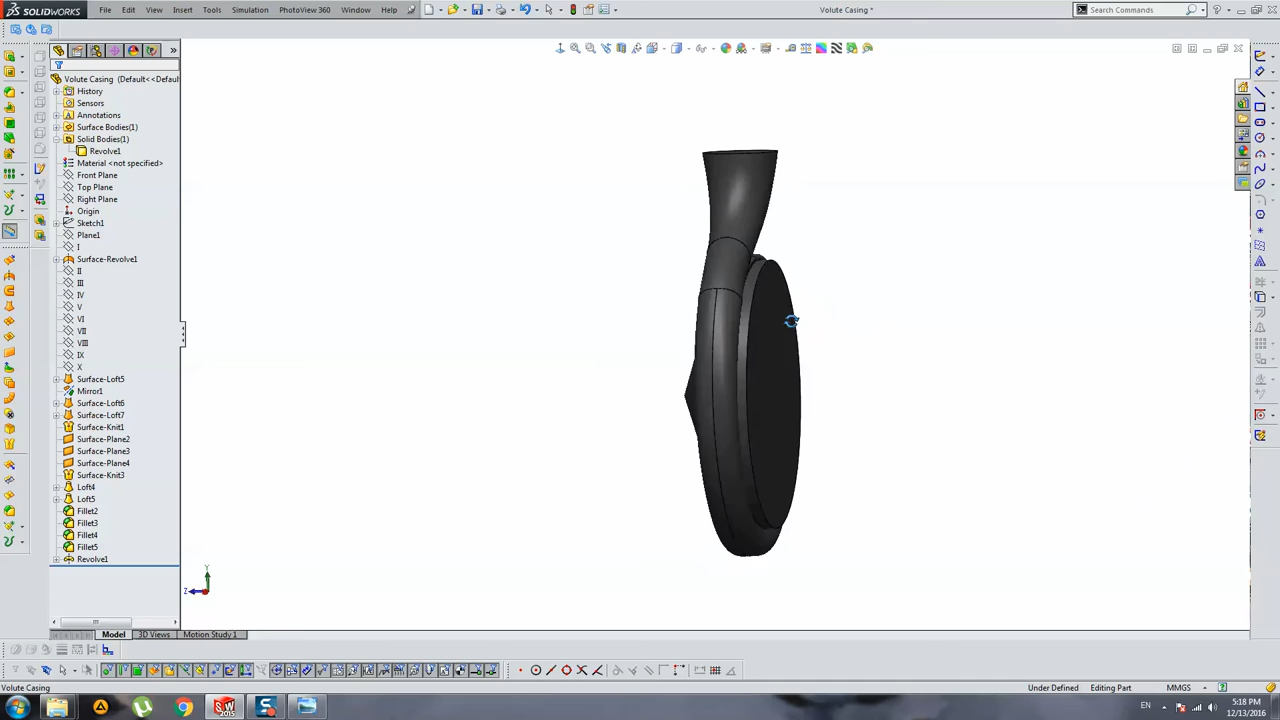 SOLIDWORKS File Edit View Insert Tools Simulation PhotoView 360 Window Help Volute Casing * Search Commands
Volute Casing (Default<<Defaul
History
Sensors
Annotations
Surface Bodies(1)
Solid Bodies(1)
Revolve1
Material <not specified>
Front Plane
Top Plane
Right Plane
Origin
Sketch1
Plane1
I
Surface-Revolve1
II
III
IV
V
VI
VII
VIII
IX
X
Surface-Loft5
Mirror1
Surface-Loft6
Surface-Loft7
Surface-Knit1
Surface-Plane2
Surface-Plane3
Surface-Plane4
Surface-Knit3
Loft4
Loft5
Fillet2
Fillet3
Fillet4
Fillet5
Revolve1
Y
Z
Model 3D Views Motion Study 1
Volute Casing Under Defined Editing Part MMGS
SW 2015 S EN 5:18 PM
12/13/2016